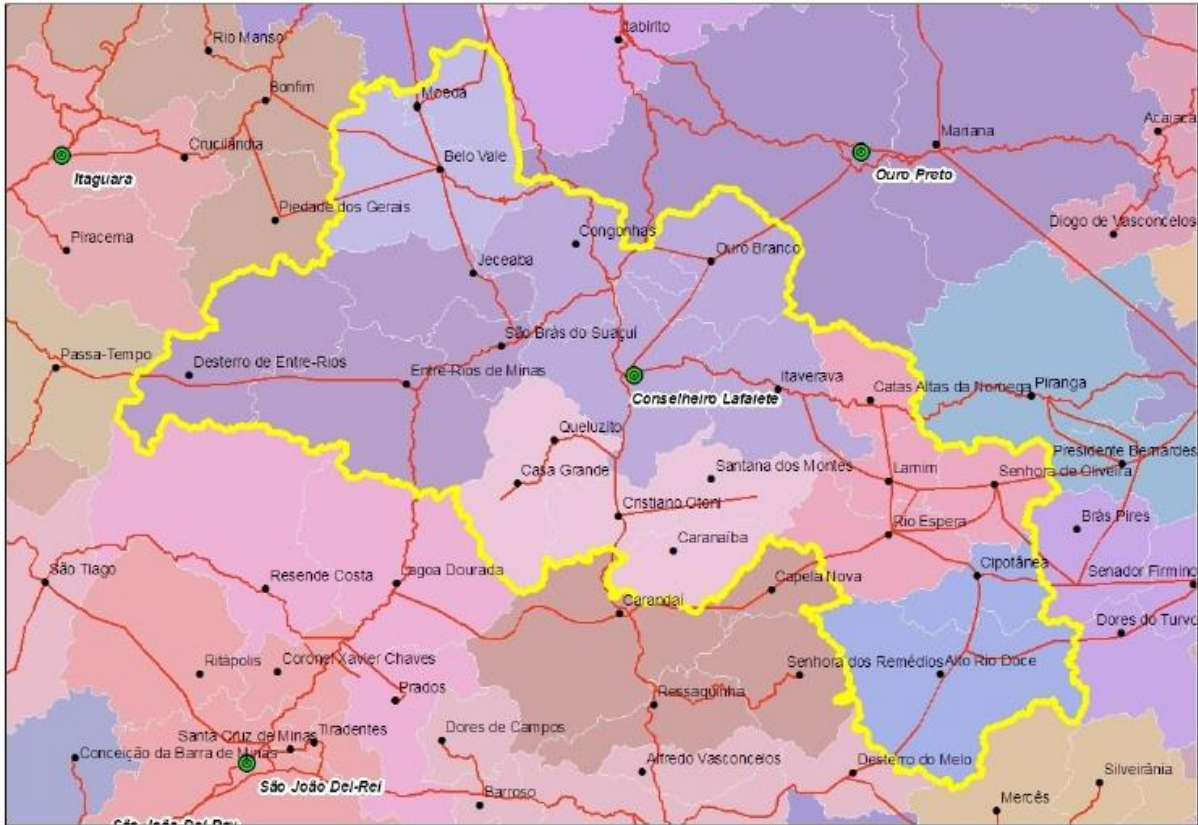 Itabirito
Rio Manso
Moeda
Bonfim
Acaiaca
Mariana
Crucilândia
Belo Vale
Itaguara
Ouro Preto
Piedade dos Gerais
Diogo de Vasconcelos
Piracema
Congonhas
Ouro Branco
Jeceaba
São Brás do Suaçuí
Passa-Tempo
Desterro de Entre-Rios
Entre-Rios de Minas
Itaverava
Catas Altas da Noruega
Piranga
Conselheiro Lafaiete
Queluzito
Presidente Bernardes
Casa Grande
Santana dos Montes
Lamim
Senhora de Oliveira
Cristiano Otoni
Rio Espera
Brás Pires
Caranaíba
Cipotânea
São Tiago
Resende Costa
Lagoa Dourada
Capela Nova
Senador Firmino
Carandaí
Dores do Turvo
Ritápolis
Coronel Xavier Chaves
Senhora dos Remédios
Alto Rio Doce
Prados
Ressaquinha
Dores de Campos
Santa Cruz de Minas
Tiradentes
Conceição da Barra de Minas
Alfredo Vasconcelos
Desterro do Melo
São João Del-Rei
Silveirânia
Barroso
Mercês
São João Del Rey